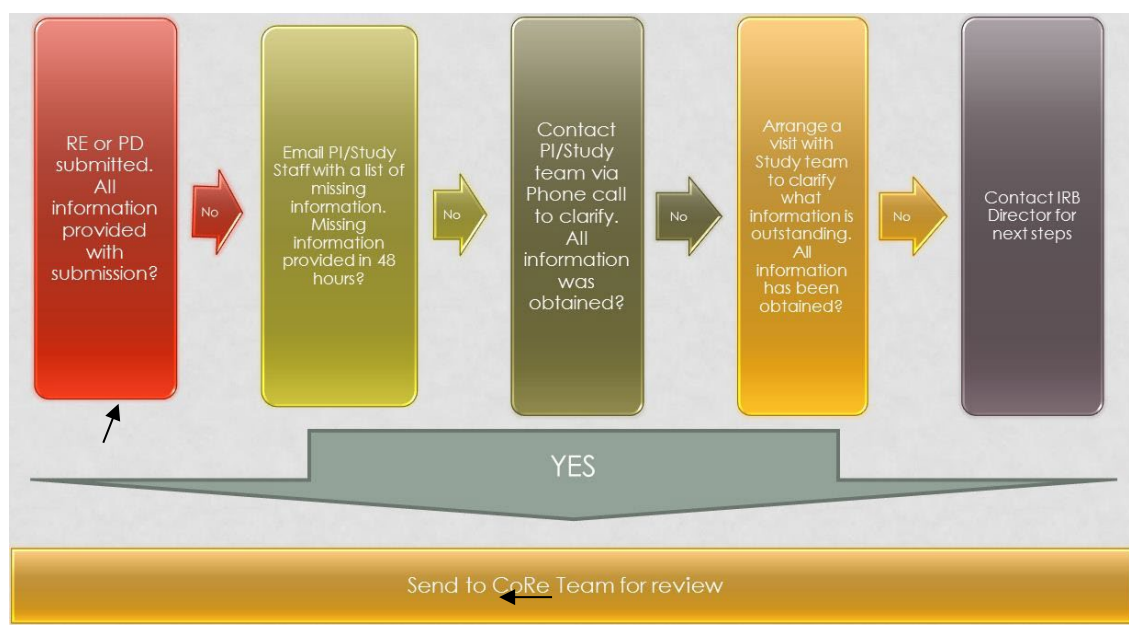 RE or PD
submitted.
All
information
provided
with
submission?
No
Email PI/Study
Staff with a list of
missing
information.
Missing
information
provided in 48
hours?
No
Contact
PI/Study
team via
Phone call
to clarify.
All
information
was
obtained?
No
Arrange a
visit with
Study team
to clarify
what
information is
outstanding.
All
information
has been
obtained?
No
Contact IRB
Director for
next steps
YES
Send to CoRe Team for review